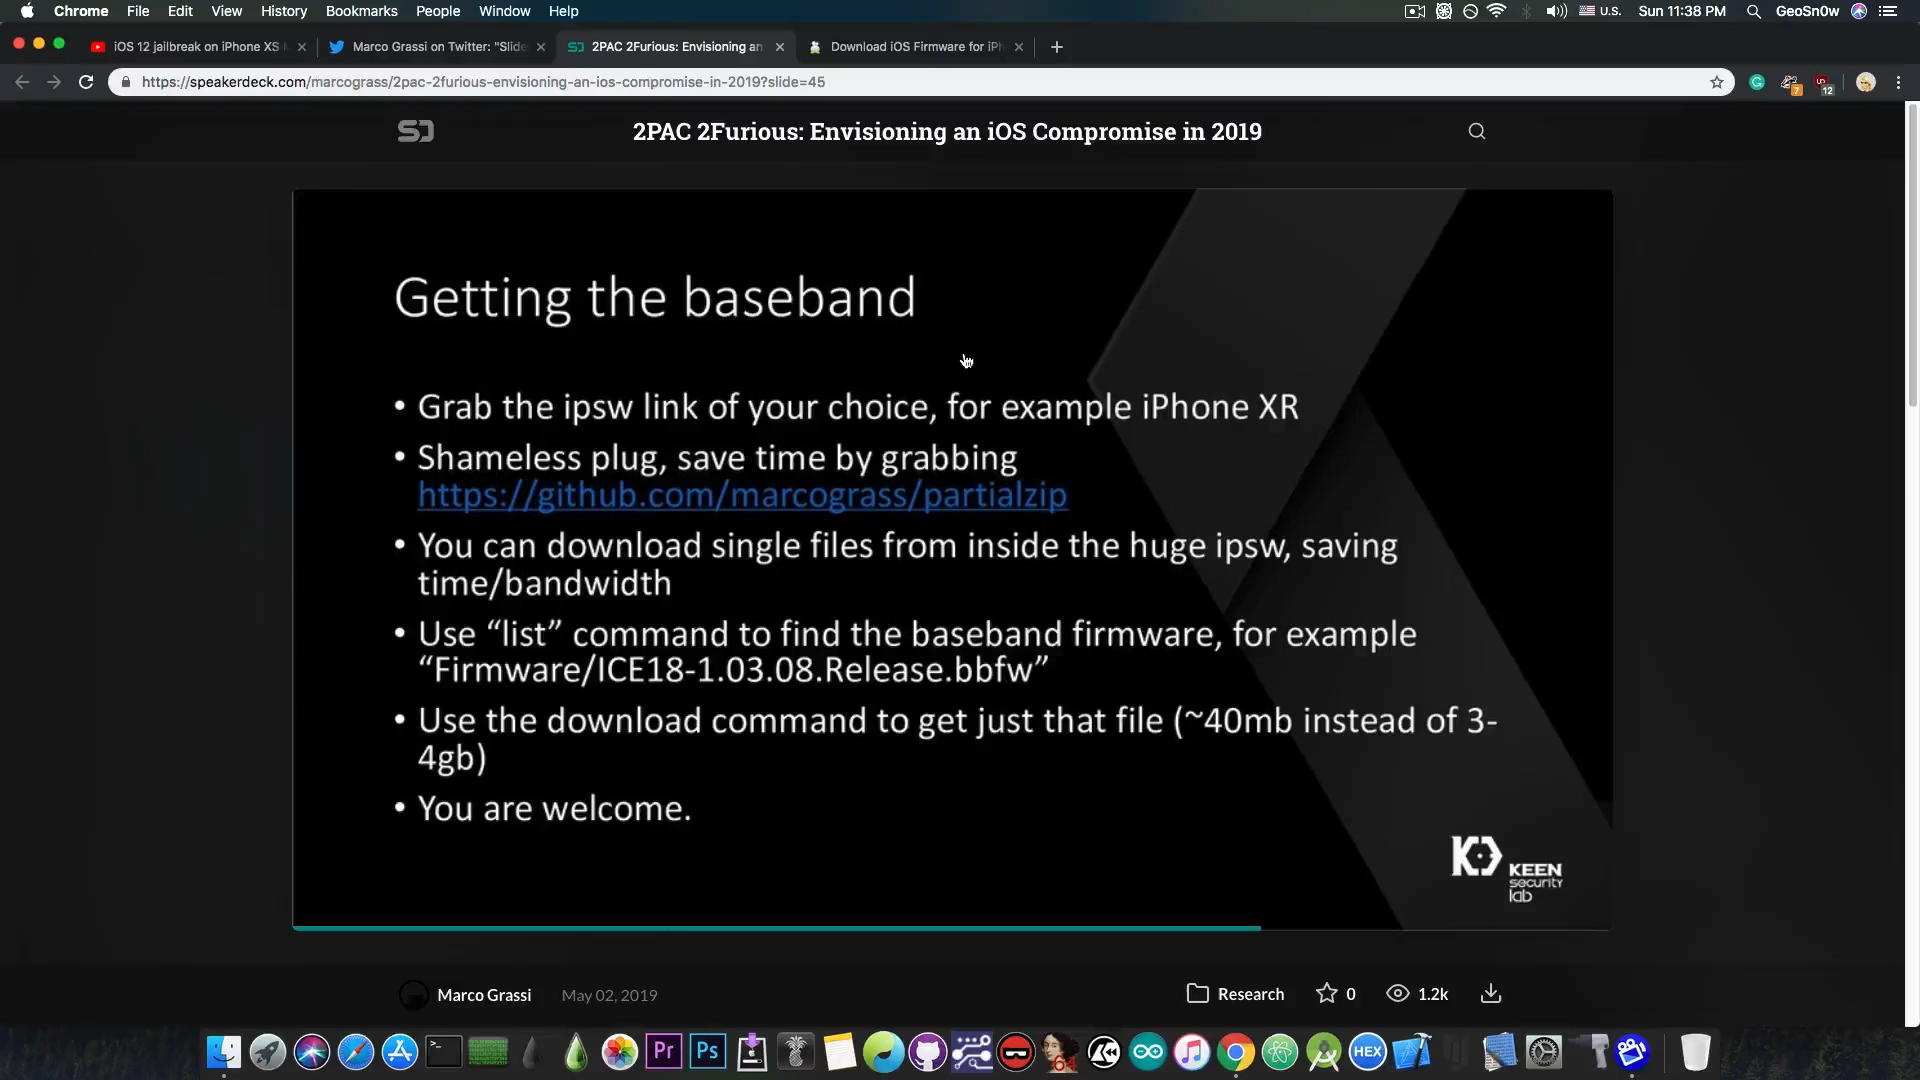 Chrome File Edit View History Bookmarks People Window Help U.S. Sun 11:38 PM GeoSn0w
iOS 12 jailbreak on iPhone XS Marco Grassi on Twitter: "Slide 2PAC 2Furious: Envisioning an Download iOS Firmware for iPh
https://speakerdeck.com/marcograss/2pac-2furious-envisioning-an-ios-compromise-in-2019?slide=45 7 12
2PAC 2Furious: Envisioning an iOS Compromise in 2019
Getting the baseband
• Grab the ipsw link of your choice, for example iPhone XR
• Shameless plug, save time by grabbing
https://github.com/marcograss/partialzip
• You can download single files from inside the huge ipsw, saving
time/bandwidth
• Use “list” command to find the baseband firmware, for example
“Firmware/ICE18-1.03.08.Release.bbfw”
• Use the download command to get just that file (~40mb instead of 3-
4gb)
• You are welcome.
KEEN
security
lab
Marco Grassi May 02, 2019 Research 0 1.2k
Pr Ps 64 HEX